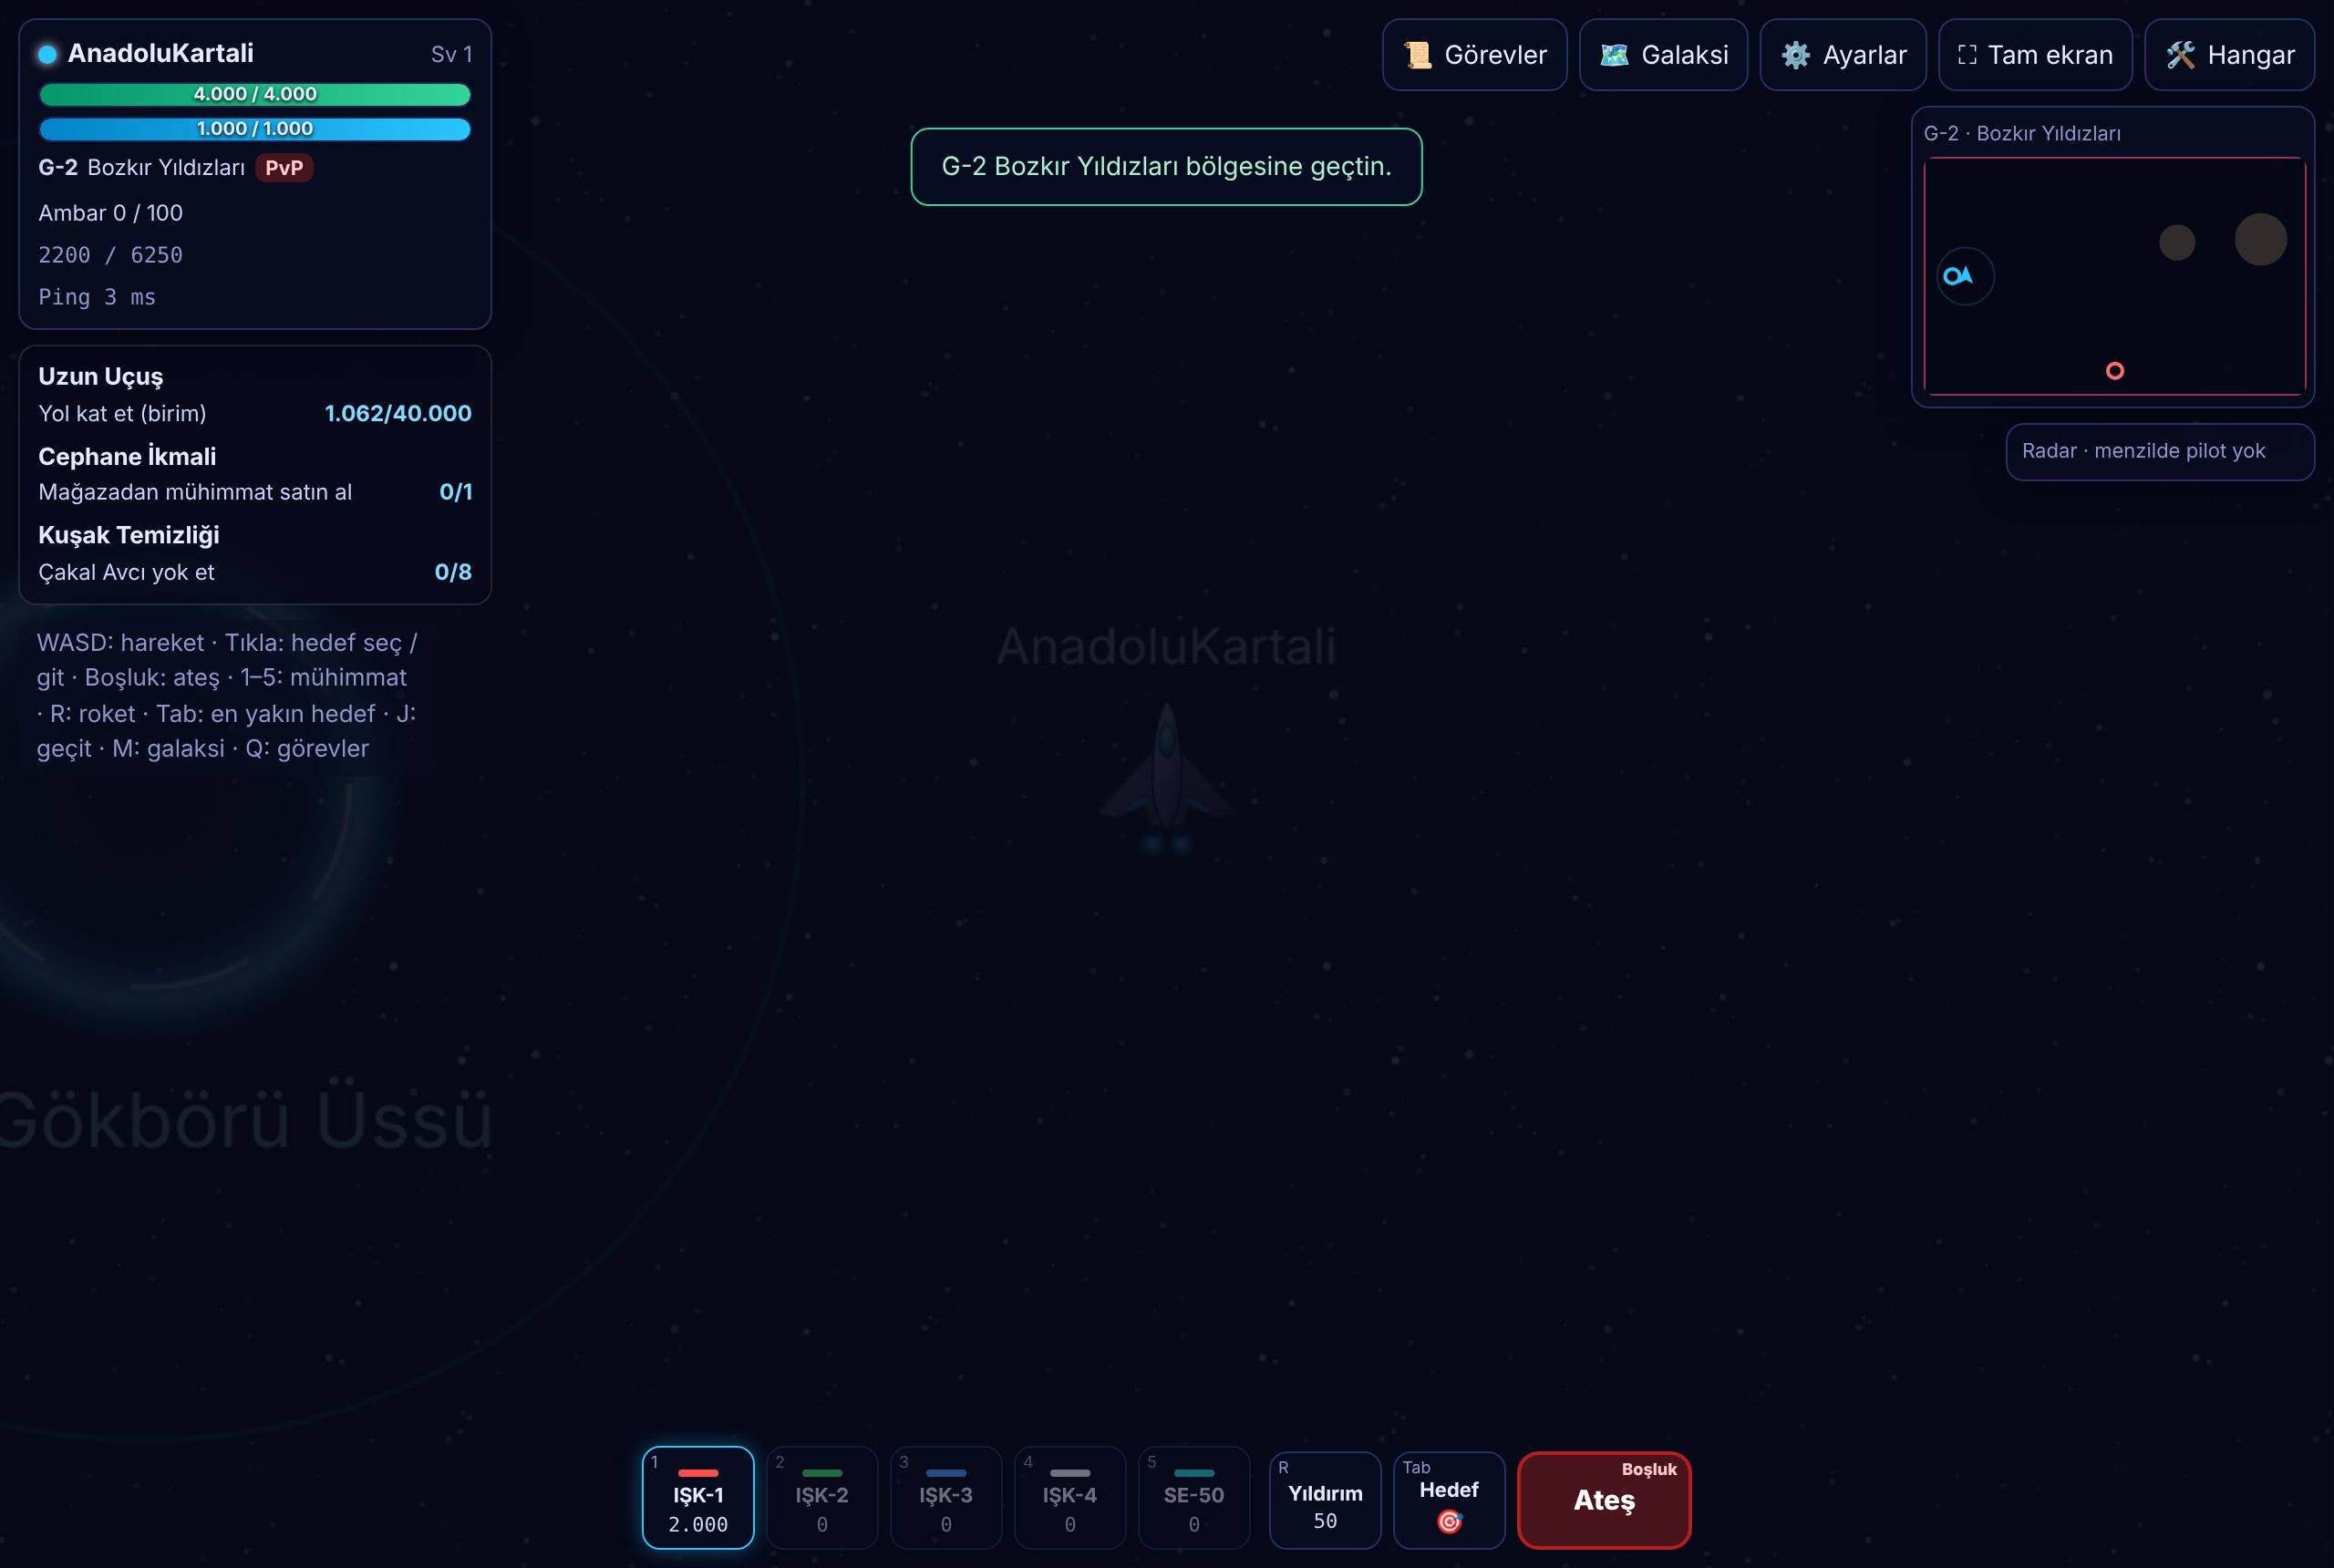 AnadoluKartali Sv 1
4.000 / 4.000
1.000 / 1.000
G-2 Bozkır Yıldızları PvP
Ambar 0 / 100
2200 / 6250
Ping 3 ms
Uzun Uçuş
Yol kat et (birim) 1.062/40.000
Cephane İkmali
Mağazadan mühimmat satın al 0/1
Kuşak Temizliği
Çakal Avcı yok et 0/8
WASD: hareket · Tıkla: hedef seç /
git · Boşluk: ateş · 1–5: mühimmat
· R: roket · Tab: en yakın hedef · J:
geçit · M: galaksi · Q: görevler
Görevler
Galaksi
Ayarlar
Tam ekran
Hangar
G-2 Bozkır Yıldızları bölgesine geçtin.
G-2 · Bozkır Yıldızları
Radar · menzilde pilot yok
AnadoluKartali
Gökbörü Üssü
1
IŞK-1
2.000
2
IŞK-2
0
3
IŞK-3
0
4
IŞK-4
0
5
SE-50
0
R
Yıldırım
50
Tab
Hedef
Boşluk
Ateş